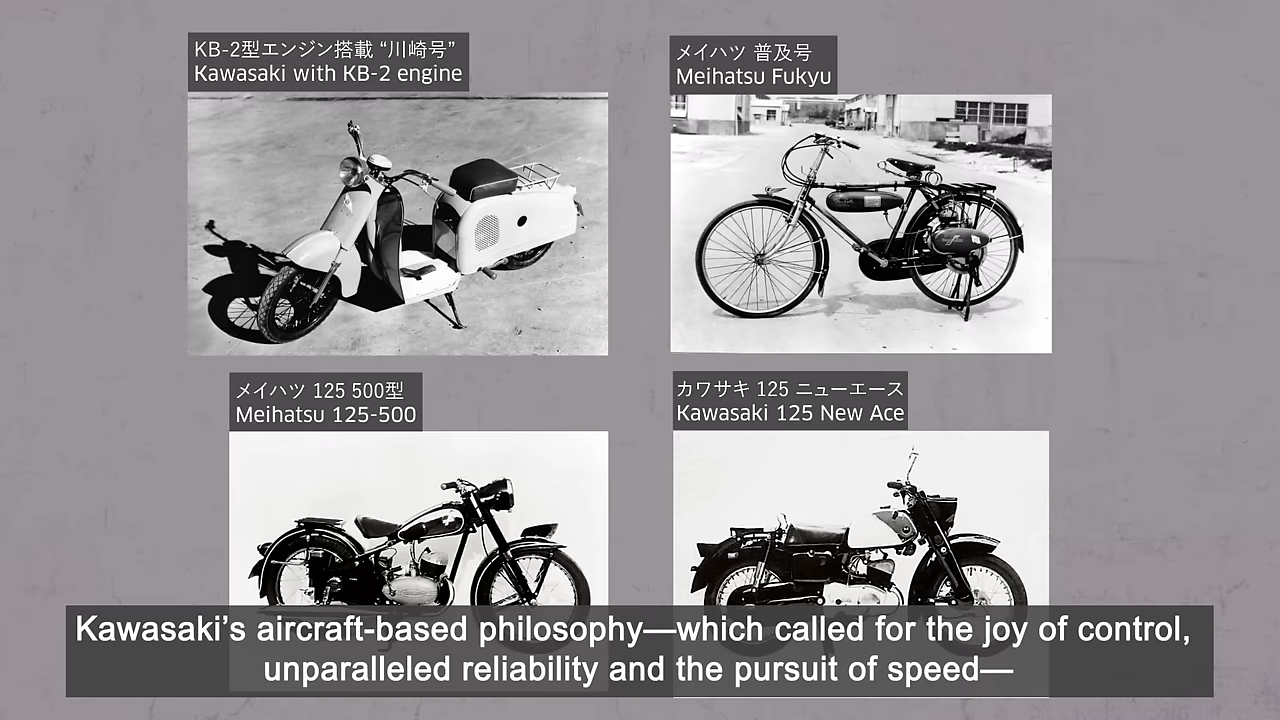 KB-2型エンジン搭載 “川崎号”
Kawasaki with KB-2 engine
メイハツ 普及号
Meihatsu Fukyu
メイハツ 125 500型
Meihatsu 125-500
カワサキ 125 ニューエース
Kawasaki 125 New Ace
Kawasaki’s aircraft-based philosophy—which called for the joy of control,
unparalleled reliability and the pursuit of speed—